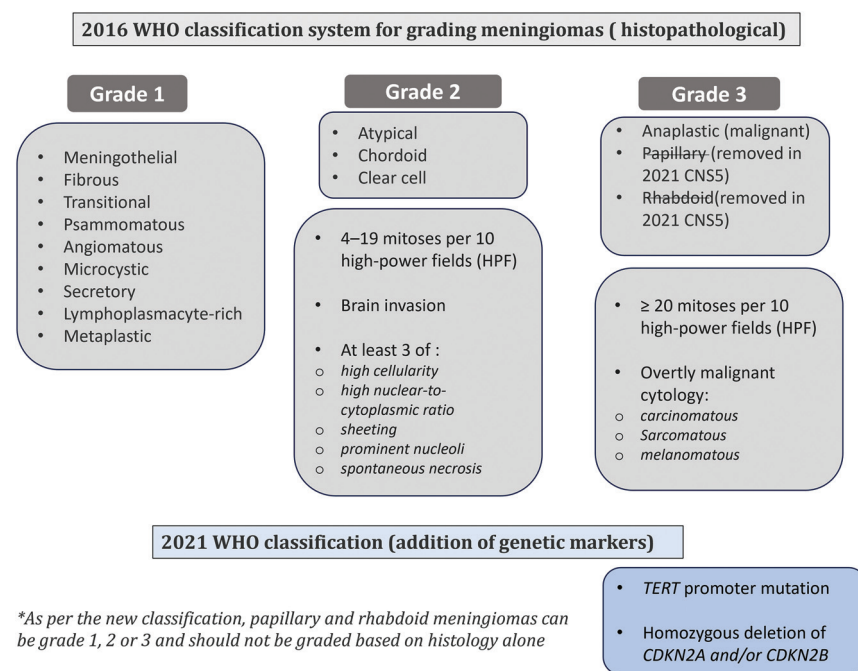 2016 WHO classification system for grading meningiomas ( histopathological)
Grade 1
• Meningothelial
• Fibrous
• Transitional
• Psammomatous
• Angiomatous
• Microcystic
• Secretory
• Lymphoplasmacyte-rich
• Metaplastic
Grade 2
• Atypical
• Chordoid
• Clear cell
• 4–19 mitoses per 10
high-power fields (HPF)
• Brain invasion
• At least 3 of :
o high cellularity
o high nuclear-to-
cytoplasmic ratio
o sheeting
o prominent nucleoli
o spontaneous necrosis
Grade 3
• Anaplastic (malignant)
• Papillary (removed in
2021 CNS5)
• Rhabdoid(removed in
2021 CNS5)
• ≥ 20 mitoses per 10
high-power fields (HPF)
• Overtly malignant
cytology:
o carcinomatous
o Sarcomatous
o melanomatous
2021 WHO classification (addition of genetic markers)
• TERT promoter mutation
• Homozygous deletion of
CDKN2A and/or CDKN2B
*As per the new classification, papillary and rhabdoid meningiomas can
be grade 1, 2 or 3 and should not be graded based on histology alone